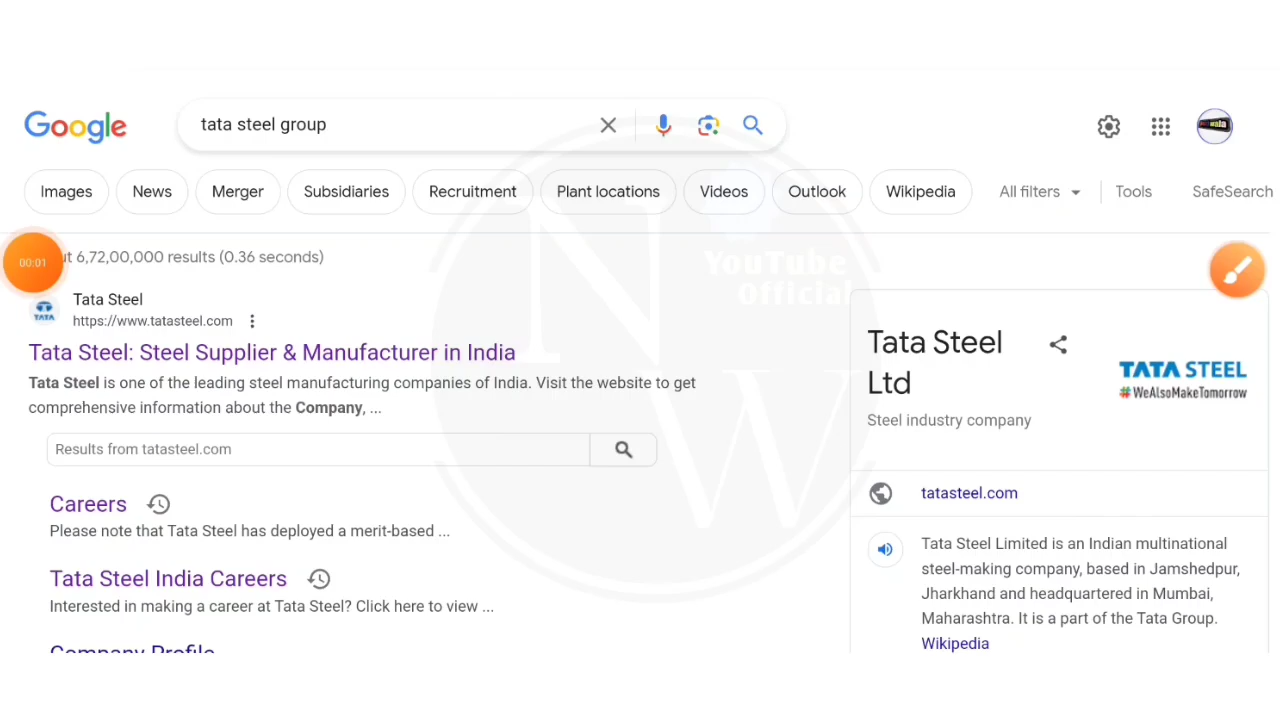 Google
tata steel group
Images
News
Merger
Subsidiaries
Recruitment
Plant locations
Videos
Outlook
Wikipedia
All filters
Tools
SafeSearch
00:01
t 6,72,00,000 results (0.36 seconds)
YouTube
Official
TATA
Tata Steel
https://www.tatasteel.com
Tata Steel: Steel Supplier & Manufacturer in India
Tata Steel is one of the leading steel manufacturing companies of India. Visit the website to get
comprehensive information about the Company, ...
Results from tatasteel.com
Careers
Please note that Tata Steel has deployed a merit-based ...
Tata Steel India Careers
Interested in making a career at Tata Steel? Click here to view ...
Company Profile
Tata Steel
Ltd
Steel industry company
TATA STEEL
#WeAlsoMakeTomorrow
tatasteel.com
Tata Steel Limited is an Indian multinational
steel-making company, based in Jamshedpur,
Jharkhand and headquartered in Mumbai,
Maharashtra. It is a part of the Tata Group.
Wikipedia
N
W